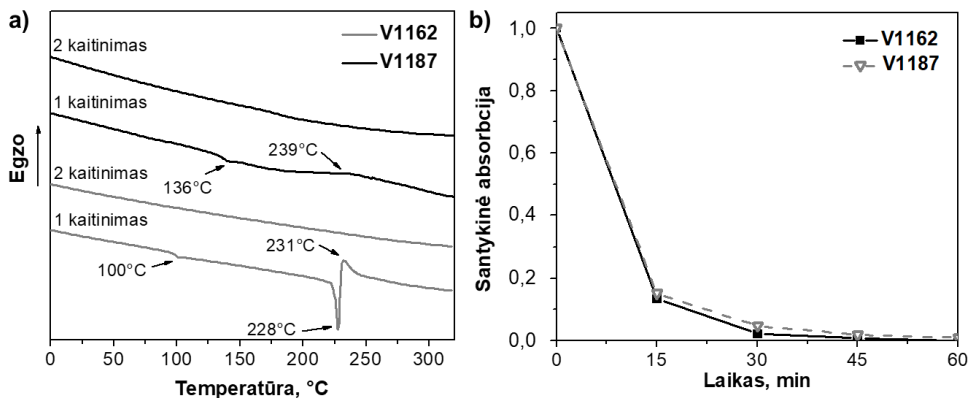 a)
V1162
V1187
2 kaitinimas
1 kaitinimas
239°C
136°C
2 kaitinimas
1 kaitinimas
231°C
100°C
228°C
Egzo
0 50 100 150 200 250 300
Temperatūra, °C
b)
V1162
V1187
1,0
0,8
0,6
0,4
0,2
0,0
Santykinė absorbcija
0 15 30 45 60
Laikas, min